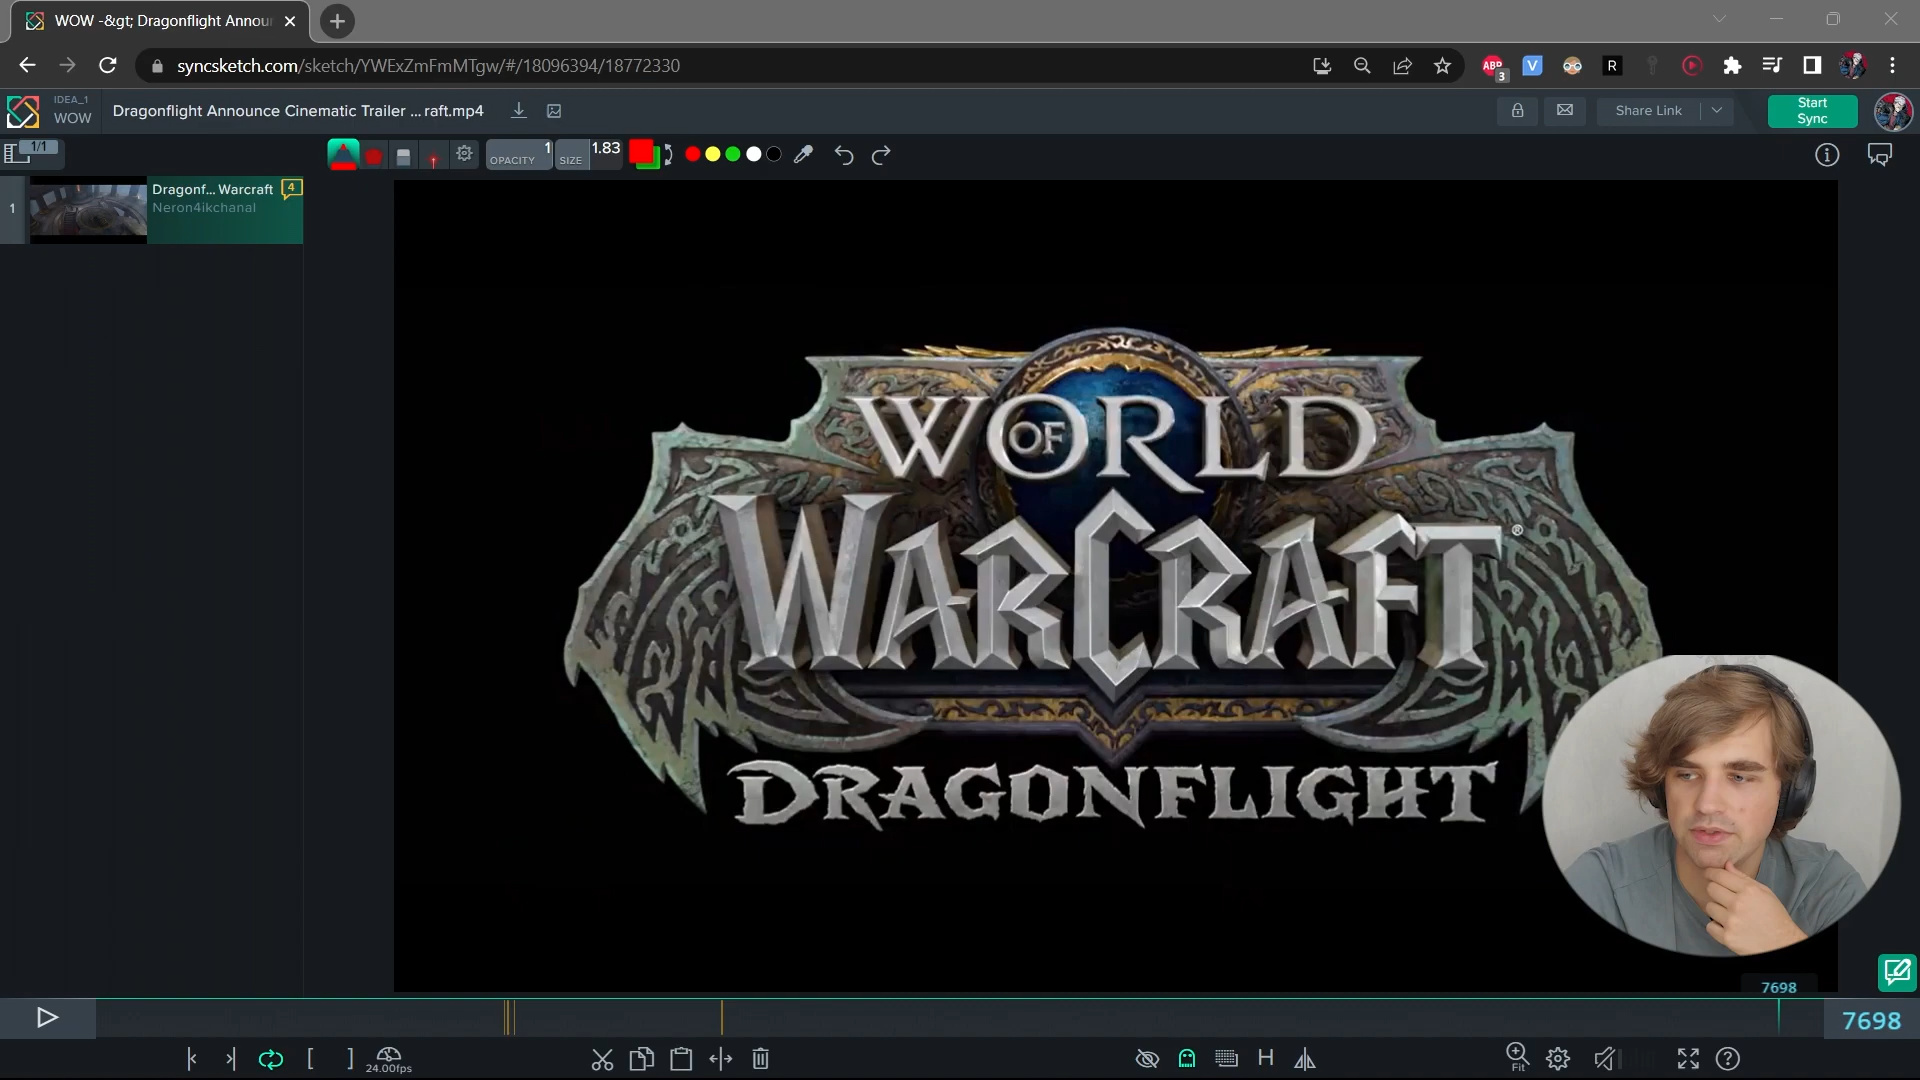 WOW -&gt; Dragonflight Annou
syncsketch.com/sketch/YWExZmFmMTgw/#/18096394/18772330
ABP
3
V
R
IDEA_1
WOW
Dragonflight Announce Cinematic Trailer ... raft.mp4
Share Link
Start
Sync
1/1
OPACITY 1
SIZE 1.83
1
Dragonf... Warcraft
4
Neron4ikchanal
WORLD
OF
WARCRAFT
®
DRAGONFLIGHT
7698
7698
24.00fps
H
Fit